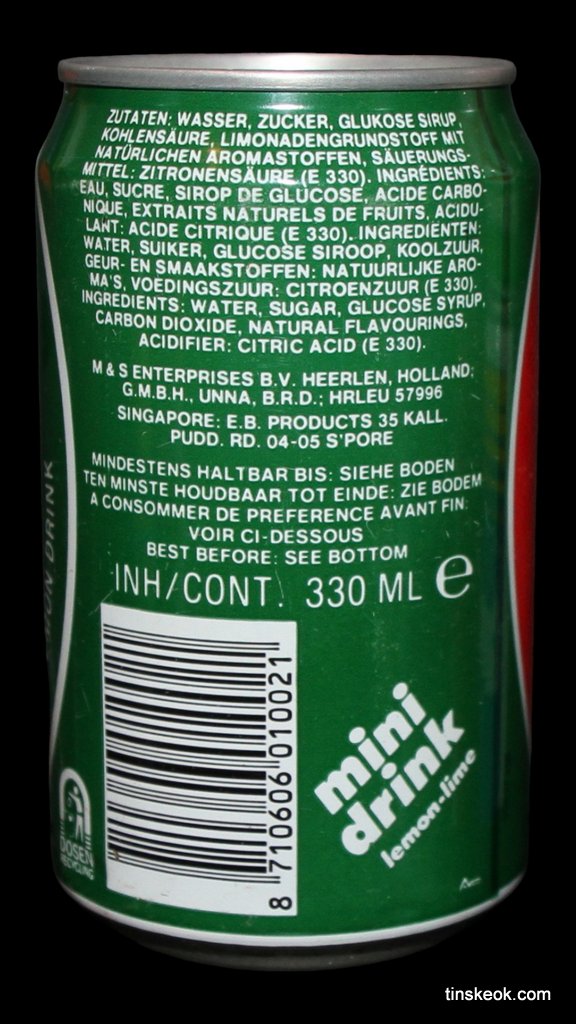 ZUTATEN: WASSER, ZUCKER, GLUKOSE SIRUP,
KOHLENSÄURE, LIMONADENGRUNDSTOFF MIT
NATÜRLICHEN AROMASTOFFEN, SÄUERUNGS-
MITTEL: ZITRONENSÄURE (E 330). INGRÉDIENTS:
EAU, SUCRE, SIROP DE GLUCOSE, ACIDE CARBO-
NIQUE, EXTRAITS NATURELS DE FRUITS, ACIDU-
LANT: ACIDE CITRIQUE (E 330). INGREDIËNTEN:
WATER, SUIKER, GLUCOSE SIROOP, KOOLZUUR,
GEUR- EN SMAAKSTOFFEN: NATUURLIJKE ARO-
MA'S, VOEDINGSZUUR: CITROENZUUR (E 330).
INGREDIENTS: WATER, SUGAR, GLUCOSE SYRUP,
CARBON DIOXIDE, NATURAL FLAVOURINGS,
ACIDIFIER: CITRIC ACID (E 330).
M & S ENTERPRISES B.V. HEERLEN, HOLLAND;
G.M.B.H., UNNA, B.R.D.; HRLEU 57996
SINGAPORE: E.B. PRODUCTS 35 KALL.
PUDD. RD. 04-05 S'PORE
MINDESTENS HALTBAR BIS: SIEHE BODEN
TEN MINSTE HOUDBAAR TOT EINDE: ZIE BODEM
A CONSOMMER DE PREFERENCE AVANT FIN:
VOIR CI-DESSOUS
BEST BEFORE: SEE BOTTOM
INH/CONT. 330 ML e
8 710606 010021
mini
drink
lemon-lime
DOSEN
RECYCLING
DRINK
tinskeok.com